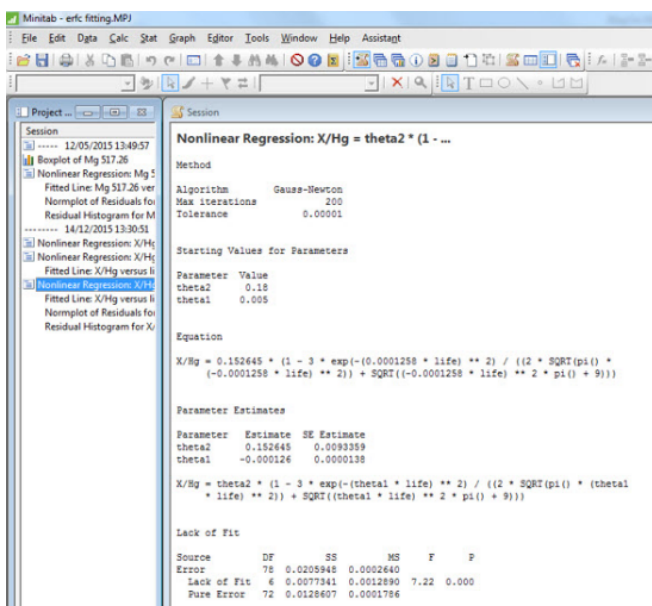 Minitab - erfc fitting.MPJ
File Edit Data Calc Stat Graph Editor Tools Window Help Assistant
Project ...
Session
----- 12/05/2015 13:49:57
Boxplot of Mg 517.26
Nonlinear Regression: Mg 5
Fitted Line: Mg 517.26 ver
Normplot of Residuals fo
Residual Histogram for M
-------- 14/12/2015 13:30:51
Nonlinear Regression: X/Hg
Nonlinear Regression: X/Hg
Fitted Line: X/Hg versus li
Nonlinear Regression: X/Hg
Fitted Line: X/Hg versus li
Normplot of Residuals fo
Residual Histogram for X/
Session
Nonlinear Regression: X/Hg = theta2 * (1 - ...
Method
Algorithm Gauss-Newton
Max iterations 200
Tolerance 0.00001
Starting Values for Parameters
Parameter Value
theta2 0.18
theta1 0.005
Equation
X/Hg = 0.152645 * (1 - 3 * exp(-(0.0001258 * life) ** 2) / ((2 * SQRT(pi() *
(-0.0001258 * life) ** 2)) + SQRT((-0.0001258 * life) ** 2 * pi() + 9)))
Parameter Estimates
Parameter Estimate SE Estimate
theta2 0.152645 0.0093359
theta1 -0.000126 0.0000138
X/Hg = theta2 * (1 - 3 * exp(-(theta1 * life) ** 2) / ((2 * SQRT(pi() * (theta1
* life) ** 2)) + SQRT((theta1 * life) ** 2 * pi() + 9)))
Lack of Fit
Source DF SS MS F P
Error 78 0.0205948 0.0002640
Lack of Fit 6 0.0077341 0.0012890 7.22 0.000
Pure Error 72 0.0128607 0.0001786